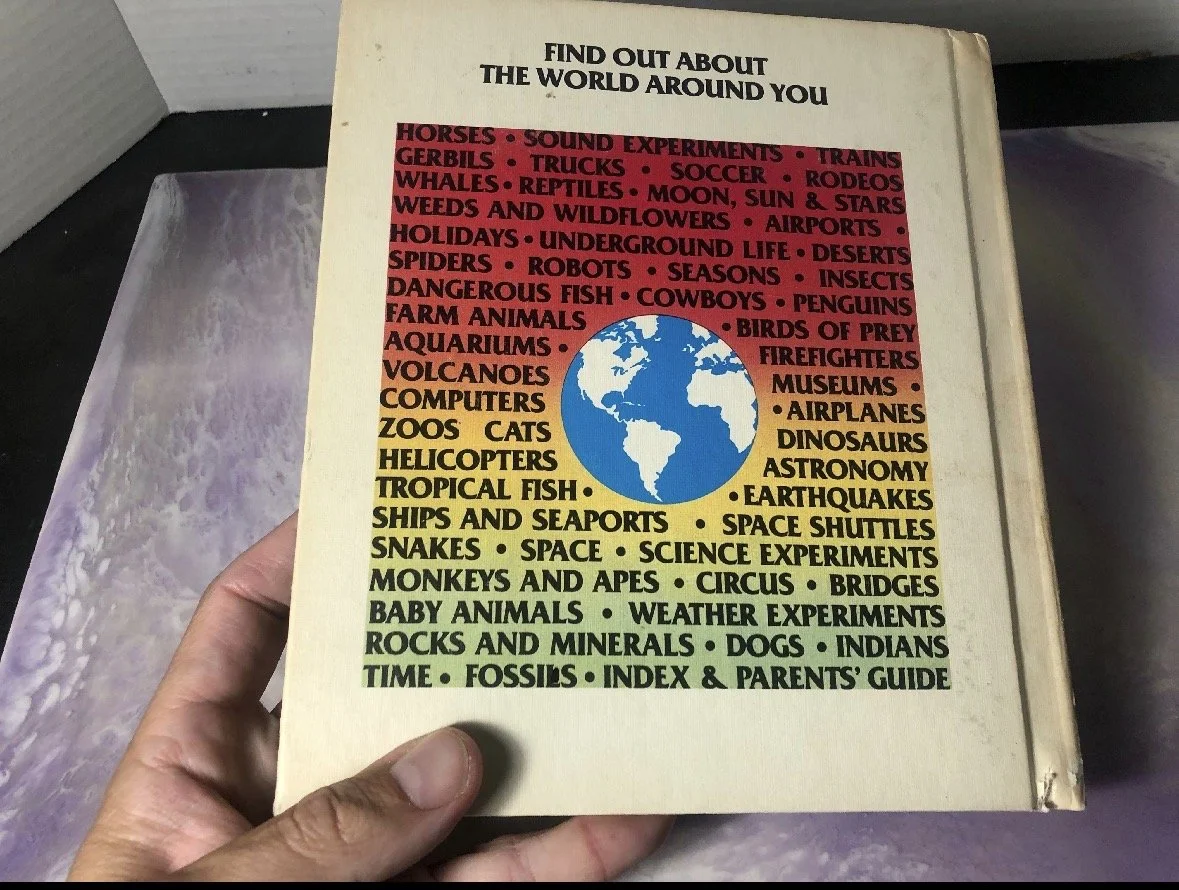 FIND OUT ABOUT
THE WORLD AROUND YOU
HORSES • SOUND EXPERIMENTS • TRAINS
GERBILS • TRUCKS • SOCCER • RODEOS
WHALES • REPTILES • MOON, SUN & STARS
WEEDS AND WILDFLOWERS • AIRPORTS •
HOLIDAYS • UNDERGROUND LIFE • DESERTS
SPIDERS • ROBOTS • SEASONS • INSECTS
DANGEROUS FISH • COWBOYS • PENGUINS
FARM ANIMALS • BIRDS OF PREY
AQUARIUMS • FIREFIGHTERS
VOLCANOES MUSEUMS •
COMPUTERS • AIRPLANES
ZOOS CATS DINOSAURS
HELICOPTERS ASTRONOMY
TROPICAL FISH • • EARTHQUAKES
SHIPS AND SEAPORTS • SPACE SHUTTLES
SNAKES • SPACE • SCIENCE EXPERIMENTS
MONKEYS AND APES • CIRCUS • BRIDGES
BABY ANIMALS • WEATHER EXPERIMENTS
ROCKS AND MINERALS • DOGS • INDIANS
TIME • FOSSILS • INDEX & PARENTS' GUIDE